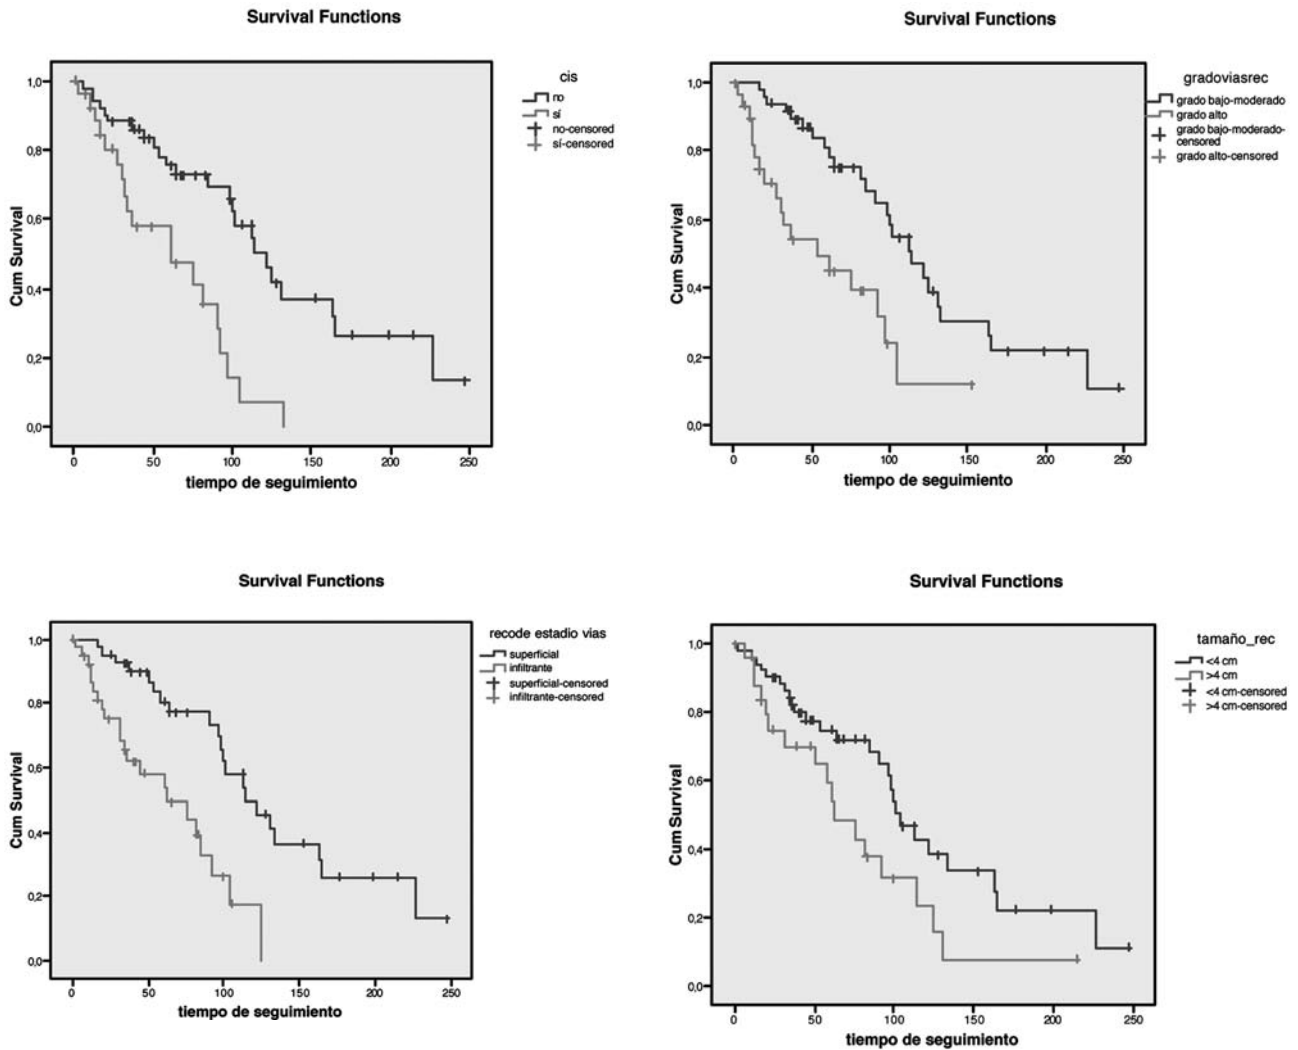 Survival Functions
cis
no
sí
no-censored
sí-censored
1,0
0,8
0,6
0,4
0,2
0,0
Cum Survival
0
50
100
150
200
250
tiempo de seguimiento
Survival Functions
gradoviasrec
grado bajo-moderado
grado alto
grado bajo-moderado-
censored
grado alto-censored
1,0
0,8
0,6
0,4
0,2
0,0
Cum Survival
0
50
100
150
200
250
tiempo de seguimiento
Survival Functions
recode estadio vias
superficial
infiltrante
superficial-censored
infiltrante-censored
1,0
0,8
0,6
0,4
0,2
0,0
Cum Survival
0
50
100
150
200
250
tiempo de seguimiento
Survival Functions
tamaño_rec
<4 cm
>4 cm
<4 cm-censored
>4 cm-censored
1,0
0,8
0,6
0,4
0,2
0,0
Cum Survival
0
50
100
150
200
250
tiempo de seguimiento